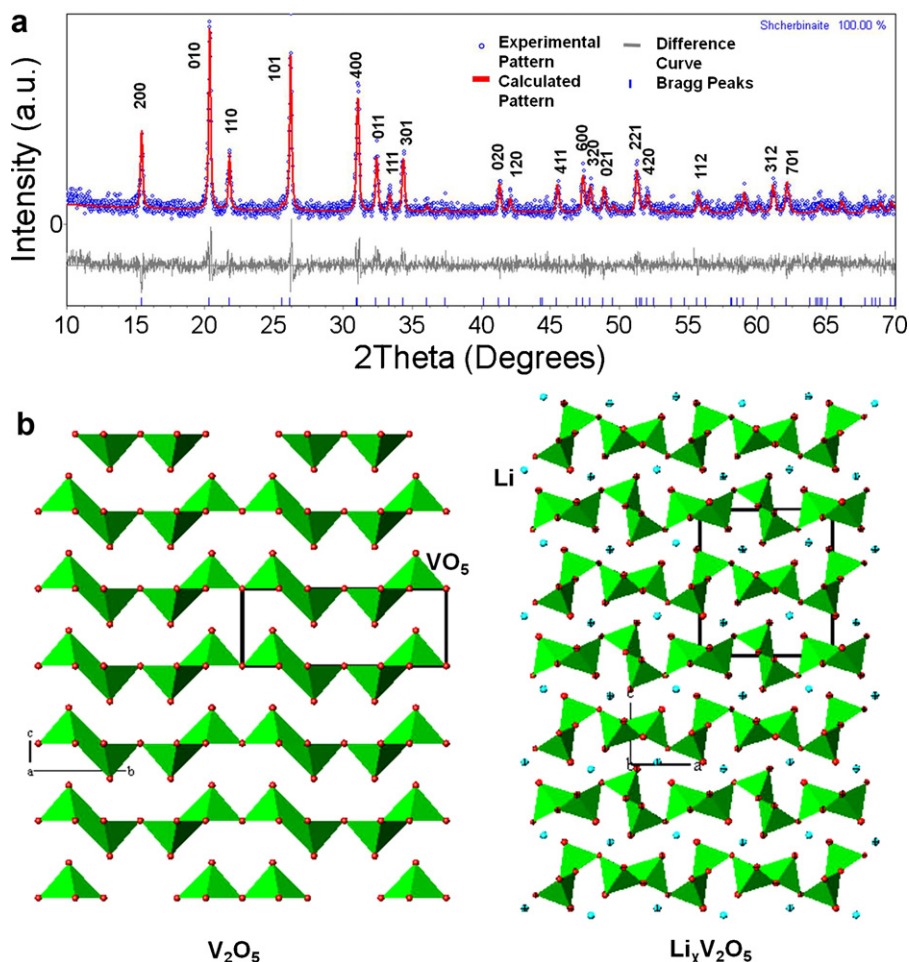 a
Shcherbinaite 100.00 %
Experimental Pattern
Calculated Pattern
Difference Curve
Bragg Peaks
Intensity (a.u.)
0
200
010
110
101
400
011
111
301
020
120
411
600
320
021
221
420
112
312
701
10 15 20 25 30 35 40 45 50 55 60 65 70
2Theta (Degrees)
b
VO₅
c
a b
V₂O₅
Li
c
b a
LiₓV₂O₅